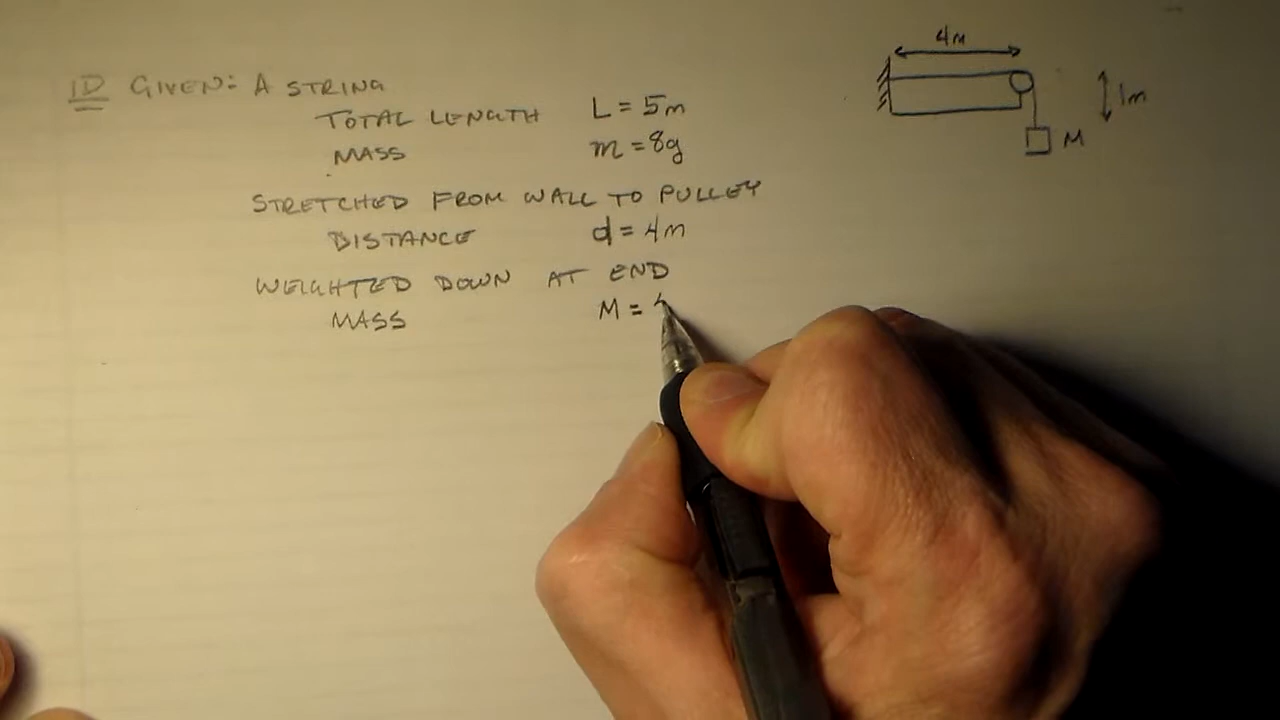 ID GIVEN: A STRING
TOTAL LENGTH L = 5m
MASS m = 8g
STRETCHED FROM WALL TO PULLEY
DISTANCE d = 4m
WEIGHTED DOWN AT END
MASS M =
4M
1m
M